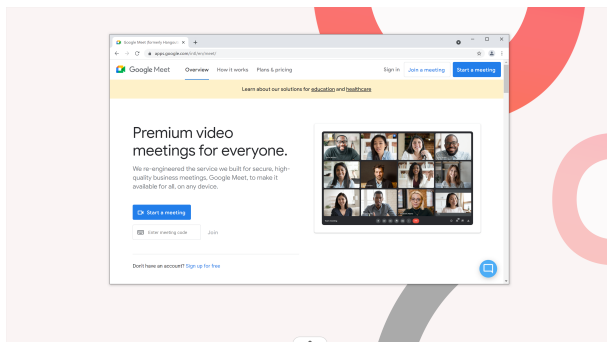 Google Meet (formerly Hangou
apps.google.com/intl/en/meet/
Google Meet
Overview
How it works
Plans & pricing
Sign in
Join a meeting
Start a meeting
Learn about our solutions for education and healthcare
Premium video
meetings for everyone.
We re-engineered the service we built for secure, high-
quality business meetings, Google Meet, to make it
available for all, on any device.
Start a meeting
Enter meeting code
Join
Don't have an account? Sign up for free